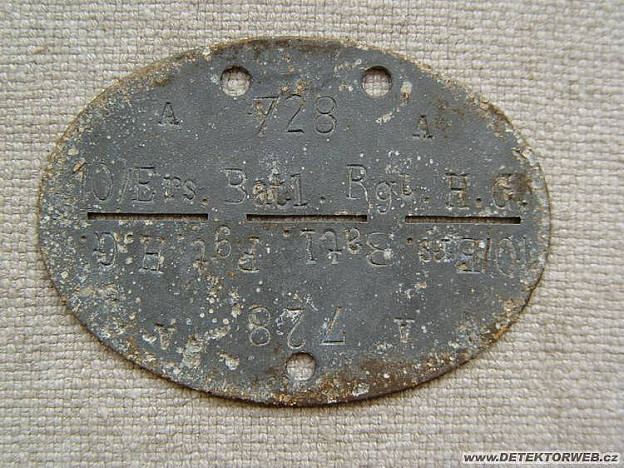 728
A A
10/Ers. Batl. Rgt. H.G.
10/Ers. Batl. Rgt. H.G.
728
A A
www.DETEKTORWEB.cz